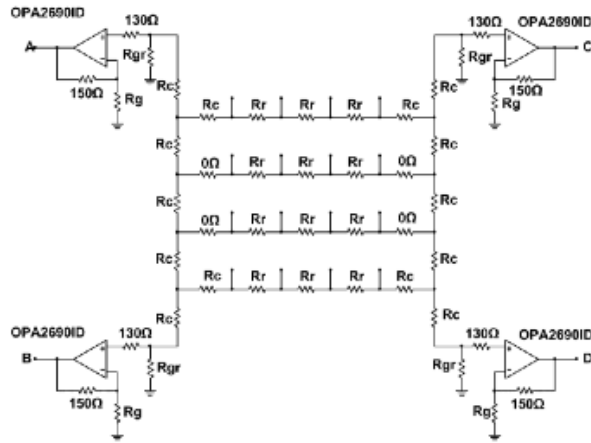 OPA2690ID 130Ω 130Ω OPA2690ID
A Rgr Rgr C
150Ω Rg Rc Rc Rg 150Ω
Rc Rr Rr Rr Rc
Rc Rc
0Ω Rr Rr Rr 0Ω
Rc Rc
0Ω Rr Rr Rr 0Ω
Rc Rc
Rc Rr Rr Rr Rc
Rc Rc
OPA2690ID 130Ω 130Ω OPA2690ID
B Rgr Rgr D
150Ω Rg Rg 150Ω